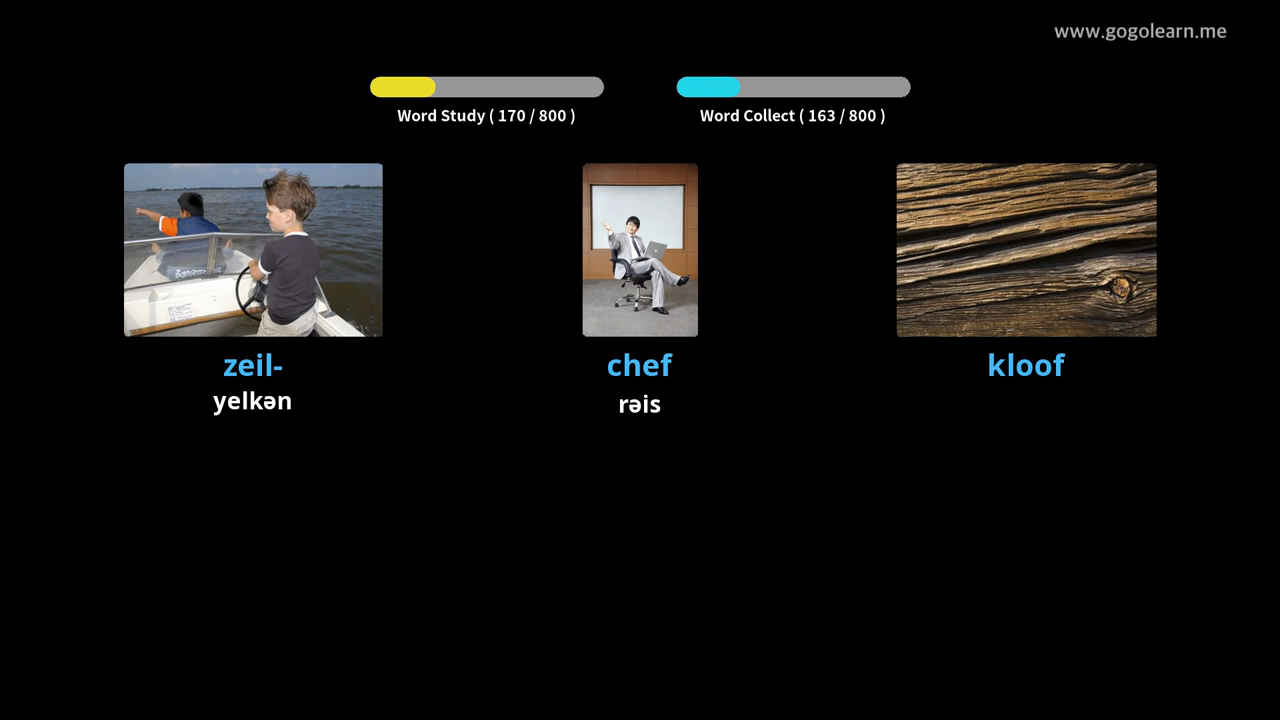 www.gogolearn.me
Word Study ( 170 / 800 )
Word Collect ( 163 / 800 )
zeil-
yelkən
chef
rəis
kloof